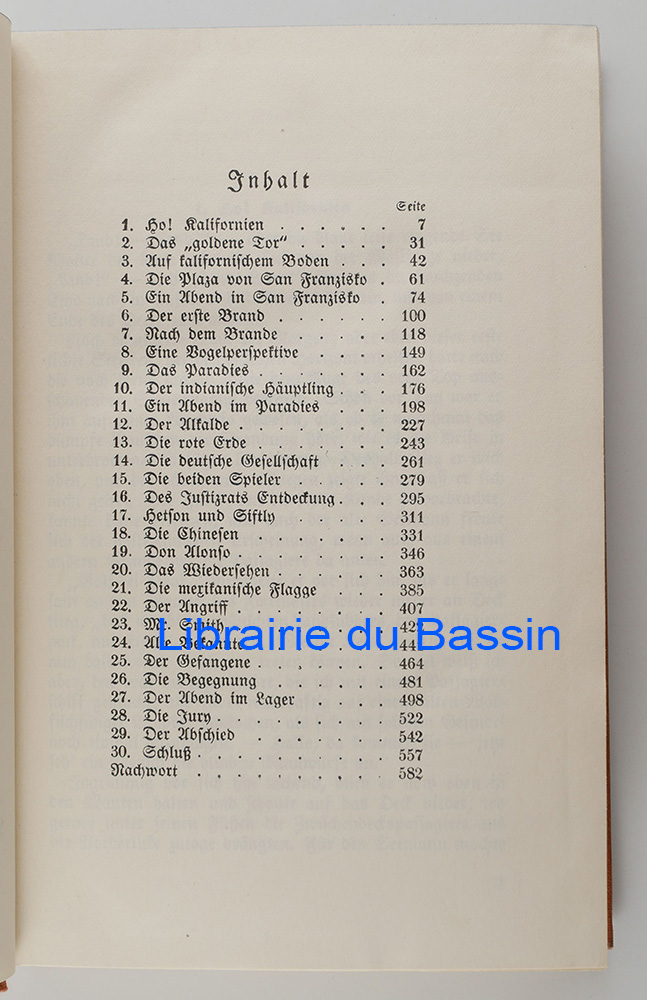 Inhalt
Seite
1. Ho! Kalifornien . . . . . . 7
2. Das „goldene Tor“ . . . . . 31
3. Auf kalifornischem Boden . . . 42
4. Die Plaza von San Franzisko . 61
5. Ein Abend in San Franzisko . 74
6. Der erste Brand . . . . . . 100
7. Nach dem Brande . . . . . 118
8. Eine Vogelperspektive . . . . 149
9. Das Paradies . . . . . . . 162
10. Der indianische Häuptling . . . 176
11. Ein Abend im Paradies . . . 198
12. Der Alkalde . . . . . . . . 227
13. Die rote Erde . . . . . . . 243
14. Die deutsche Gesellschaft . . . 261
15. Die beiden Spieler . . . . . 279
16. Des Justizrats Entdeckung . . . 295
17. Hetson und Siftly . . . . . 311
18. Die Chinesen . . . . . . . 331
19. Don Alonso . . . . . . . . 346
20. Das Wiedersehen . . . . . . 363
21. Die mexikanische Flagge . . . 385
22. Der Angriff . . . . . . . . 407
23. Mr. Smith . . . . . . . . 422
24. Alte Bekannte . . . . . . 44
Librairie du Bassin
25. Der Gefangene . . . . . . 464
26. Die Begegnung . . . . . . 481
27. Der Abend im Lager . . . . 498
28. Die Jury . . . . . . . . . 522
29. Der Abschied . . . . . . . 542
30. Schluß . . . . . . . . . . 557
Nachwort . . . . . . . . . . 582